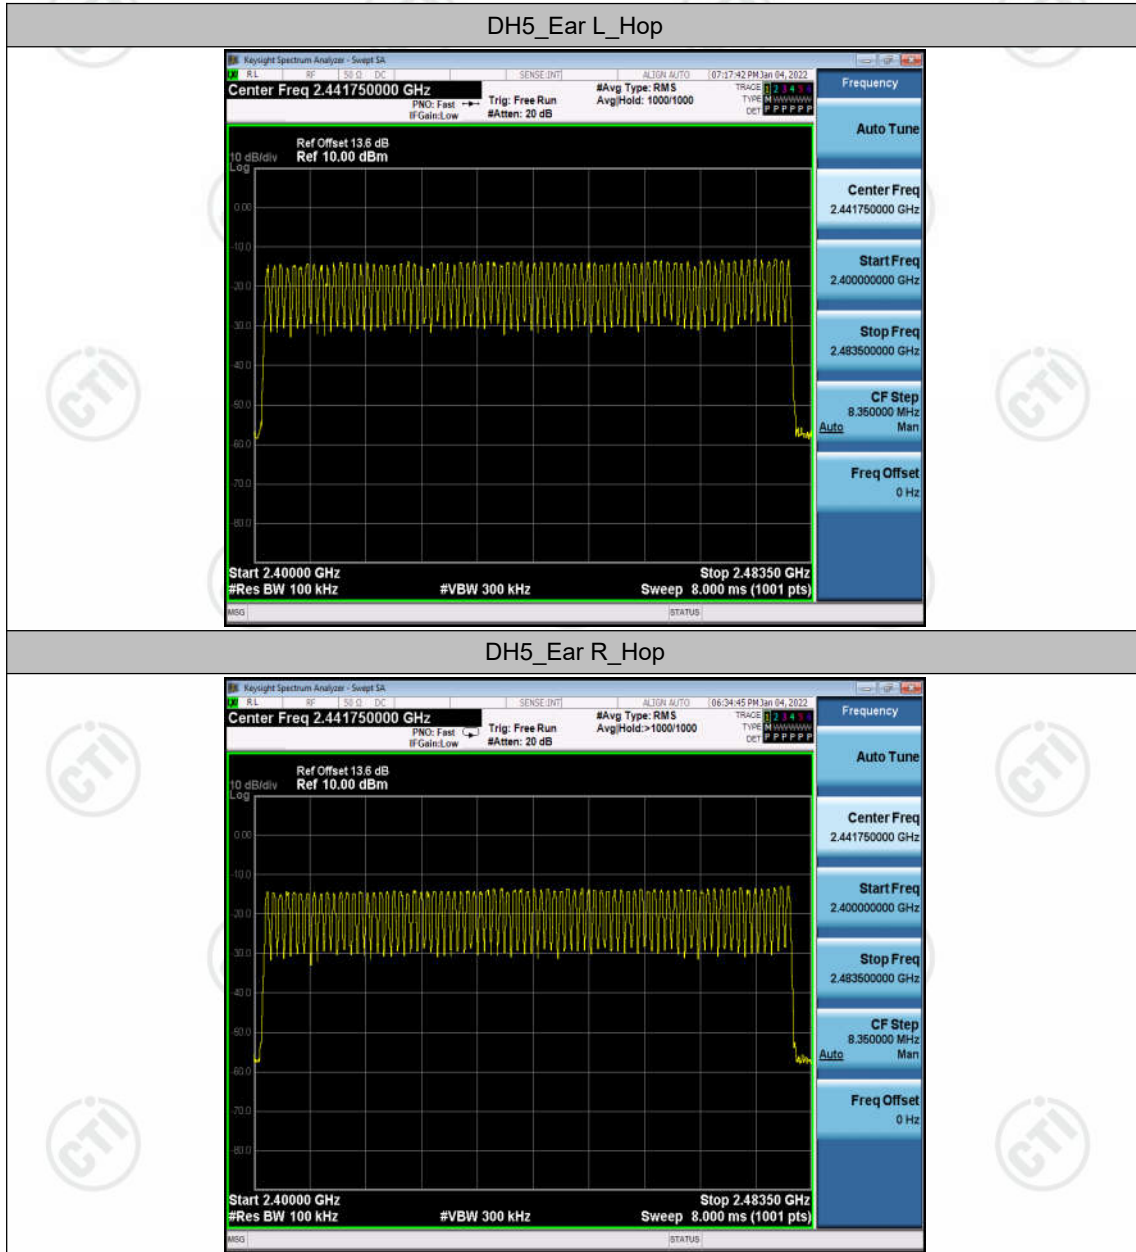 DH5_Ear L_Hop
Keysight Spectrum Analyzer - Swept SA
RL RF 50 Ω DC SENSE:INT ALIGN AUTO 07:17:42 PM Jan 04, 2022
Center Freq 2.441750000 GHz #Avg Type: RMS TRACE 1 2 3 4 5 6
PNO: Fast Trig: Free Run Avg|Hold: 1000/1000 TYPE M WWWWW
IFGain:Low #Atten: 20 dB DET P P P P P P
Frequency
Auto Tune
Ref Offset 13.6 dB
10 dB/div Ref 10.00 dBm
Log
0.00
-10.0
-20.0
-30.0
-40.0
-50.0
-60.0
-70.0
-80.0
Center Freq
2.441750000 GHz
Start Freq
2.400000000 GHz
Stop Freq
2.483500000 GHz
CF Step
8.350000 MHz
Auto Man
Freq Offset
0 Hz
Start 2.40000 GHz Stop 2.48350 GHz
#Res BW 100 kHz #VBW 300 kHz Sweep 8.000 ms (1001 pts)
MSG STATUS
DH5_Ear R_Hop
Keysight Spectrum Analyzer - Swept SA
RL RF 50 Ω DC SENSE:INT ALIGN AUTO 06:34:45 PM Jan 04, 2022
Center Freq 2.441750000 GHz #Avg Type: RMS TRACE 1 2 3 4 5 6
PNO: Fast Trig: Free Run Avg|Hold:>1000/1000 TYPE M WWWWW
IFGain:Low #Atten: 20 dB DET P P P P P P
Frequency
Auto Tune
Ref Offset 13.6 dB
10 dB/div Ref 10.00 dBm
Log
0.00
-10.0
-20.0
-30.0
-40.0
-50.0
-60.0
-70.0
-80.0
Center Freq
2.441750000 GHz
Start Freq
2.400000000 GHz
Stop Freq
2.483500000 GHz
CF Step
8.350000 MHz
Auto Man
Freq Offset
0 Hz
Start 2.40000 GHz Stop 2.48350 GHz
#Res BW 100 kHz #VBW 300 kHz Sweep 8.000 ms (1001 pts)
MSG STATUS
CTI
CTI
CTI
CTI
CTI
CTI